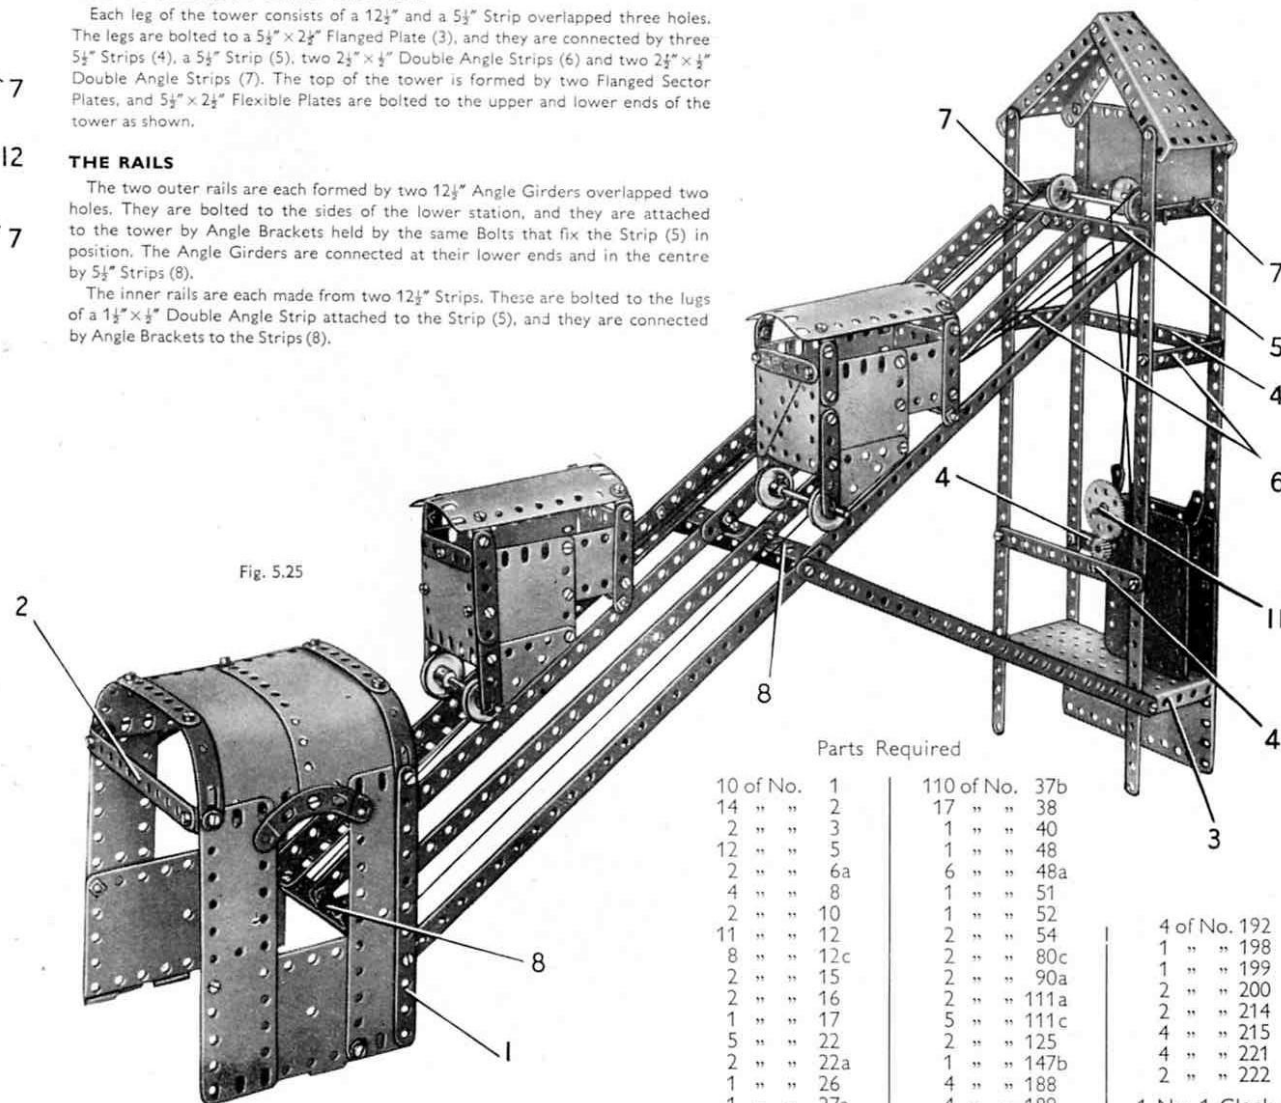 Each leg of the tower consists of a 12½″ and a 5½″ Strip overlapped three holes.
The legs are bolted to a 5½″ × 2½″ Flanged Plate (3), and they are connected by three
5½″ Strips (4), a 5½″ Strip (5), two 2½″ × ½″ Double Angle Strips (6) and two 2½″ × ½″
Double Angle Strips (7). The top of the tower is formed by two Flanged Sector
Plates, and 5½″ × 2½″ Flexible Plates are bolted to the upper and lower ends of the
tower as shown.
7
12
7
THE RAILS
The two outer rails are each formed by two 12½″ Angle Girders overlapped two
holes. They are bolted to the sides of the lower station, and they are attached
to the tower by Angle Brackets held by the same Bolts that fix the Strip (5) in
position. The Angle Girders are connected at their lower ends and in the centre
by 5½″ Strips (8).
The inner rails are each made from two 12½″ Strips. These are bolted to the lugs
of a 1½″ × ½″ Double Angle Strip attached to the Strip (5), and they are connected
by Angle Brackets to the Strips (8).
7
7
5
4
6
4
11
4
3
8
Fig. 5.25
2
8
1
Parts Required
10 of No. 1
14 " " 2
2 " " 3
12 " " 5
2 " " 6a
4 " " 8
2 " " 10
11 " " 12
8 " " 12c
2 " " 15
2 " " 16
1 " " 17
5 " " 22
2 " " 22a
1 " " 26
110 of No. 37b
17 " " 38
1 " " 40
1 " " 48
6 " " 48a
1 " " 51
1 " " 52
2 " " 54
2 " " 80c
2 " " 90a
2 " " 111a
5 " " 111c
2 " " 125
1 " " 147b
4 " " 188
4 of No. 192
1 " " 198
1 " " 199
2 " " 200
2 " " 214
4 " " 215
4 " " 221
2 " " 222